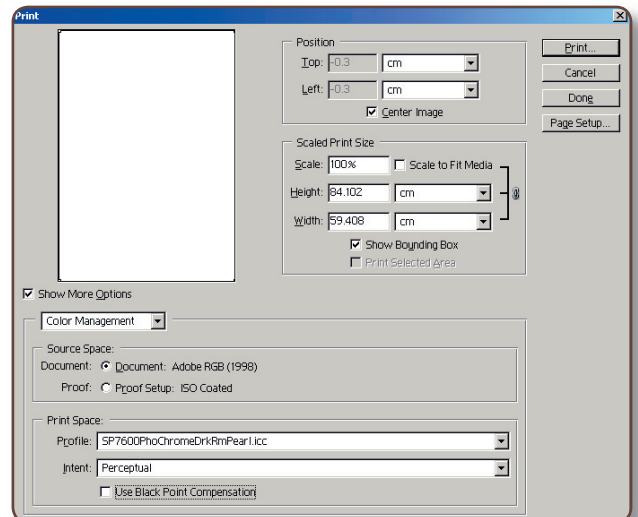 Print
Position
Top: -0.3 cm
Left: -0.3 cm
Center Image
Print...
Cancel
Done
Page Setup...
Scaled Print Size
Scale: 100% Scale to Fit Media
Height: 84.102 cm
Width: 59.408 cm
Show Bounding Box
Print Selected Area
Show More Options
Color Management
Source Space:
Document: Document: Adobe RGB (1998)
Proof: Proof Setup: ISO Coated
Print Space:
Profile: SP7600PhoChromeDrkRmPearl.icc
Intent: Perceptual
Use Black Point Compensation